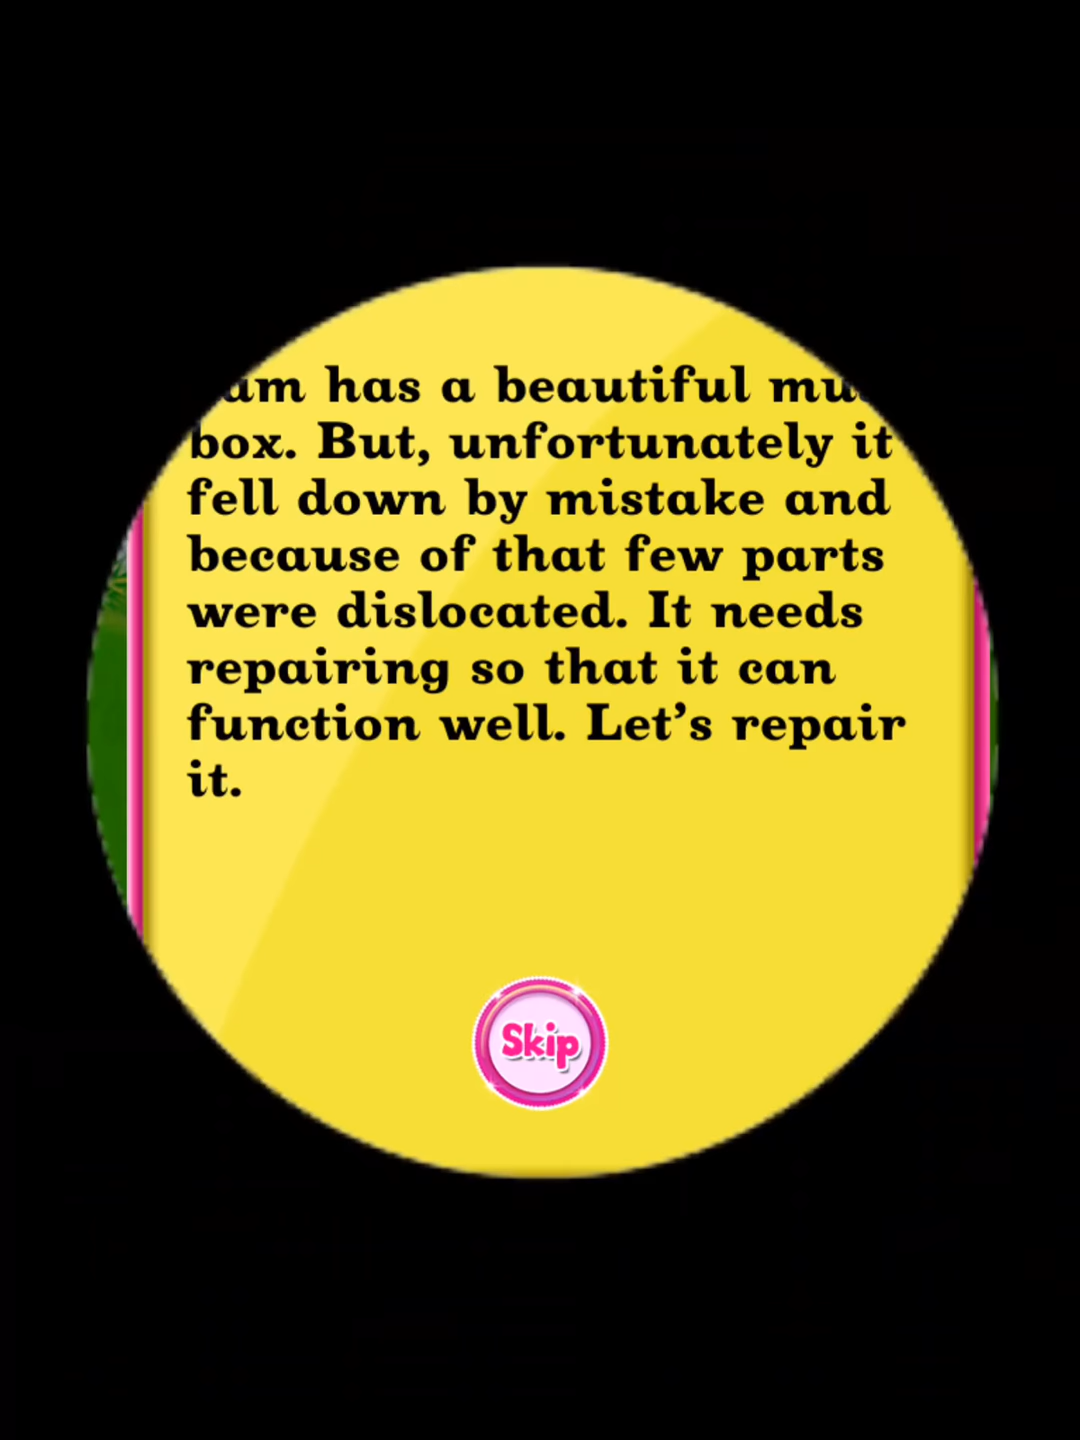 has a beautiful
box. But, unfortunately it
fell down by mistake and
because of that few parts
were dislocated. It needs
repairing so that it can
function well. Let’s repair
it.
Skip